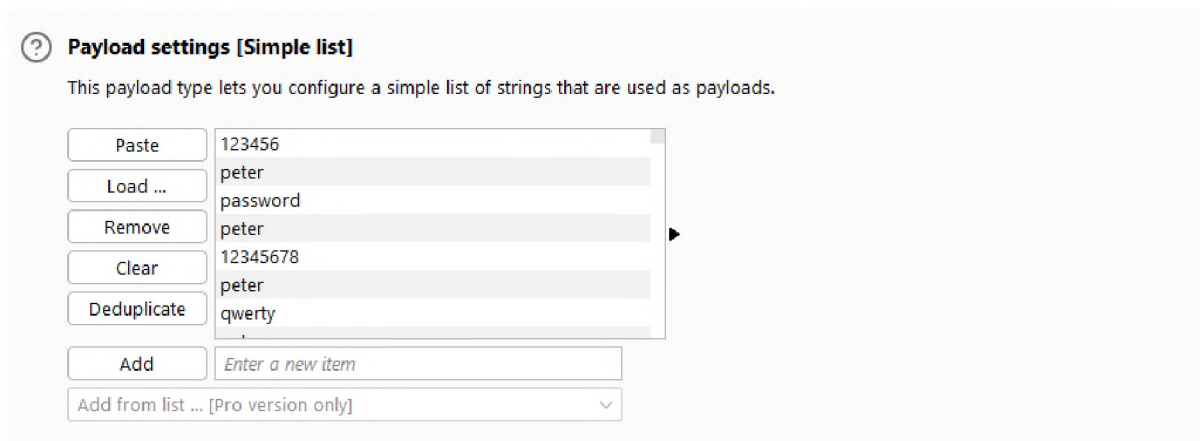 Payload settings [Simple list]
This payload type lets you configure a simple list of strings that are used as payloads.
Paste
Load ...
Remove
Clear
Deduplicate
123456
peter
password
peter
12345678
peter
qwerty
Add
Enter a new item
Add from list ... [Pro version only]